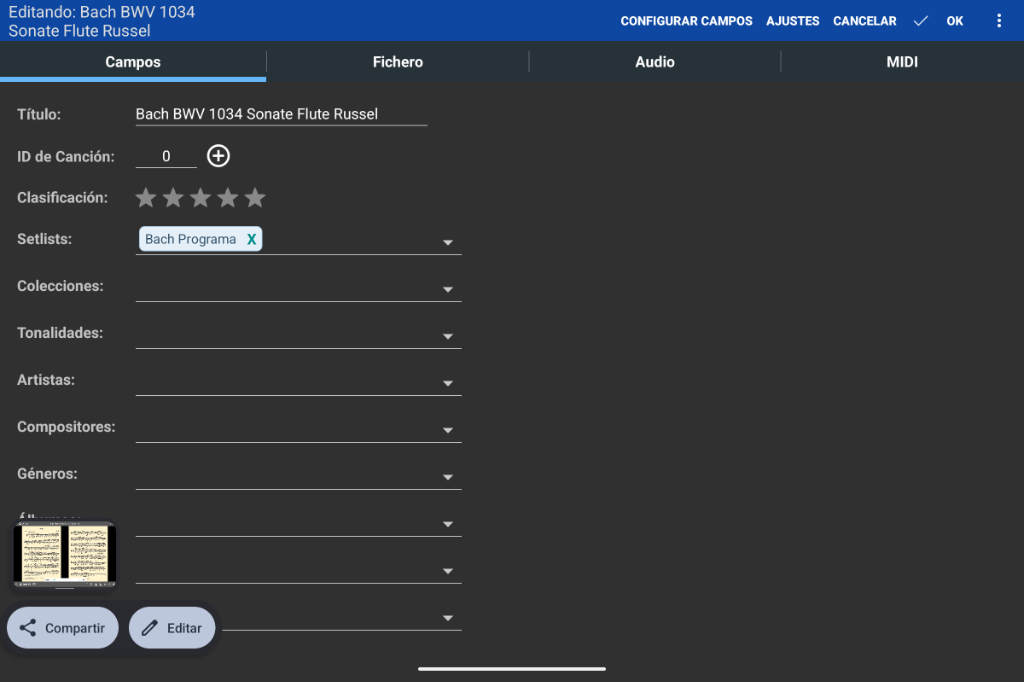 Editando: Bach BWV 1034
Sonate Flute Russel
CONFIGURAR CAMPOS AJUSTES CANCELAR OK
Campos Fichero Audio MIDI
Título: Bach BWV 1034 Sonate Flute Russel
ID de Canción: 0
Clasificación:
Setlists: Bach Programa X
Colecciones:
Tonalidades:
Artistas:
Compositores:
Géneros:
Compartir Editar